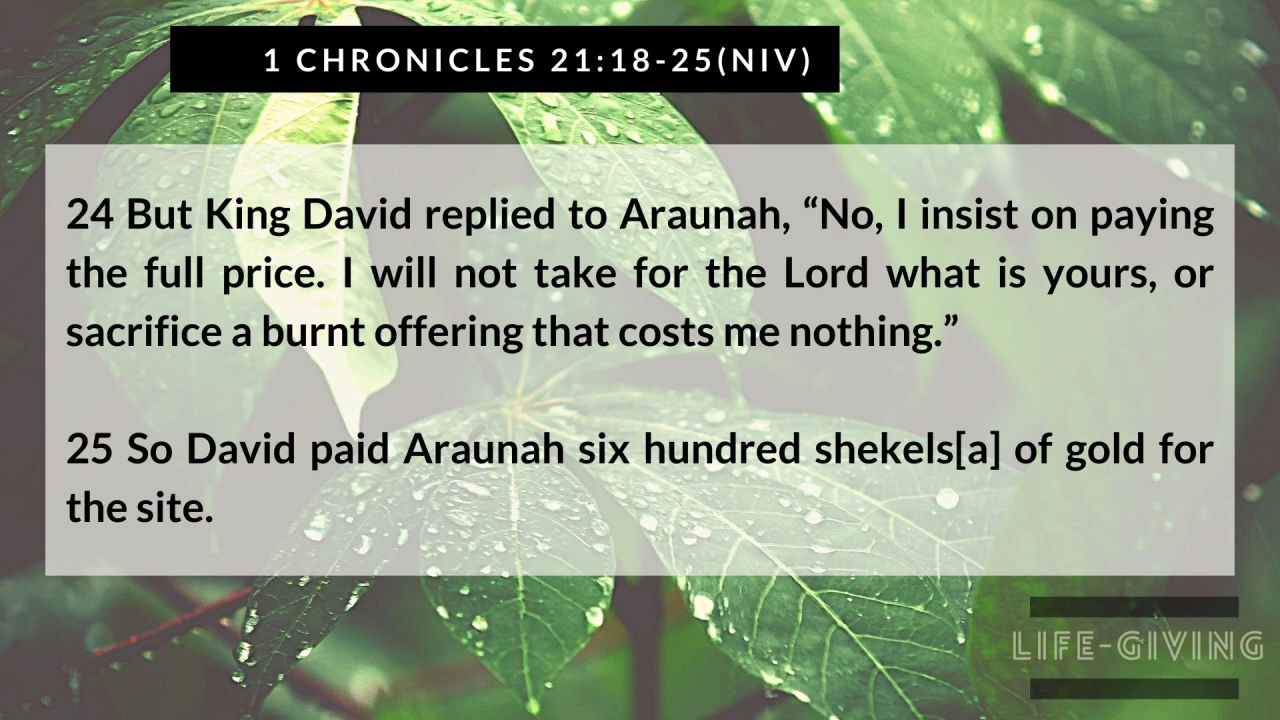 1 CHRONICLES 21:18-25(NIV)
24 But King David replied to Araunah, “No, I insist on paying
the full price. I will not take for the Lord what is yours, or
sacrifice a burnt offering that costs me nothing.”
25 So David paid Araunah six hundred shekels[a] of gold for
the site.
LIFE-GIVING